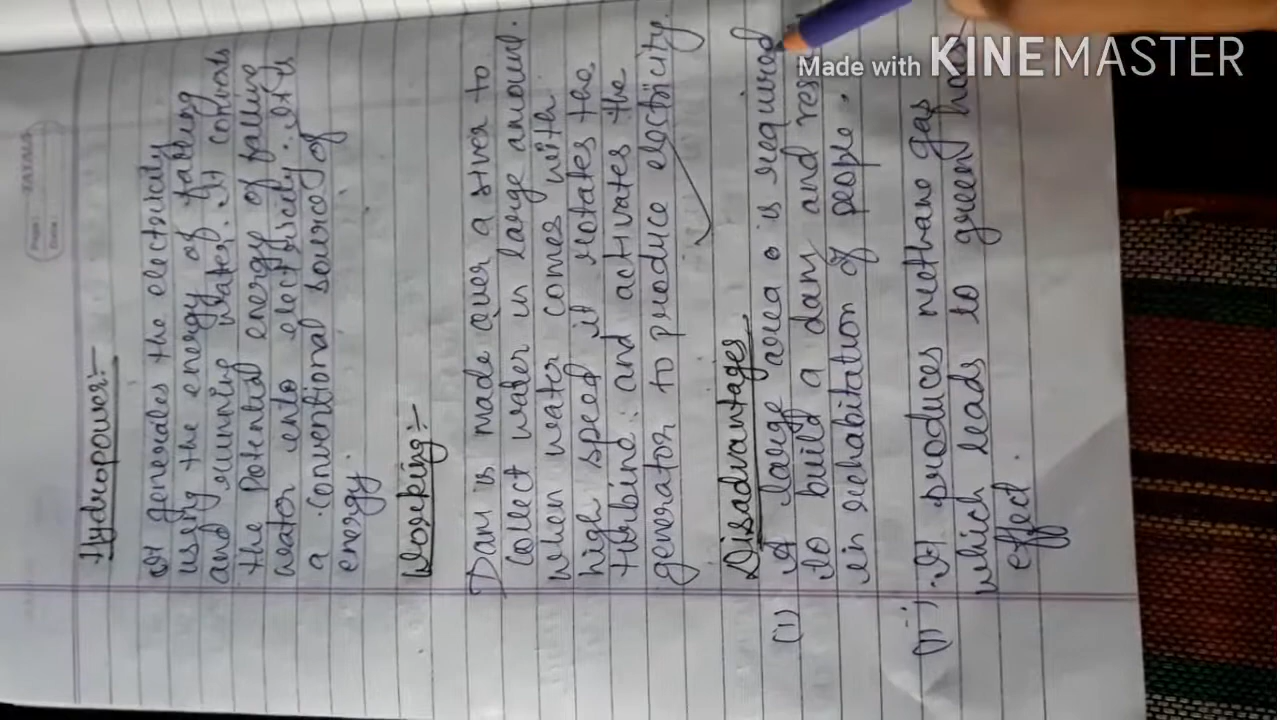 Hydropower:-
It generates the electricity
using the energy of falling
and running water. It converts
the potential energy of falling
water into electricity. It is
a conventional source of
energy.
Working:-
Dam is made over a river to
collect water in large amount.
when water comes with
high speed it rotates the
turbine and activates the
generator to produce electricity.
Disadvantages
(i) A large area is required
to build a dam and res
in rehabitation of people.
(ii) It produces methane gas
which leads to green hous
effect.
Made with KINEMASTER